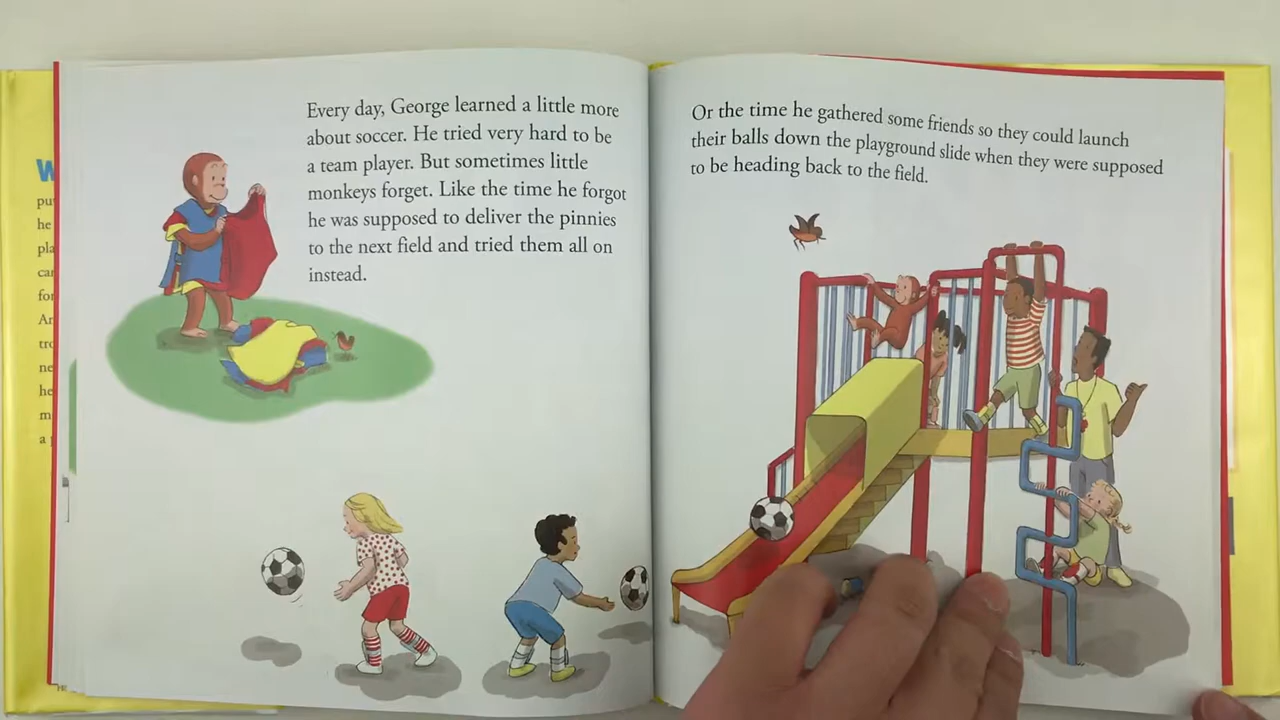 Every day, George learned a little more
about soccer. He tried very hard to be
a team player. But sometimes little
monkeys forget. Like the time he forgot
he was supposed to deliver the pinnies
to the next field and tried them all on
instead.
Or the time he gathered some friends so they could launch
their balls down the playground slide when they were supposed
to be heading back to the field.